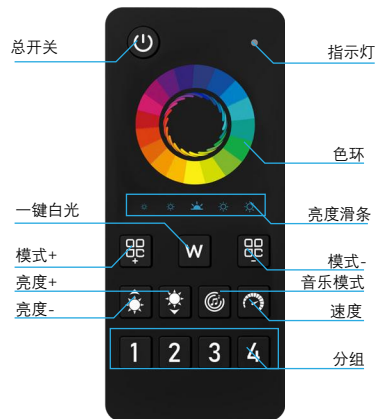 总开关
指示灯
色环
一键白光
亮度滑条
W
模式+
模式-
亮度+
音乐模式
亮度-
速度
1 2 3 4
分组